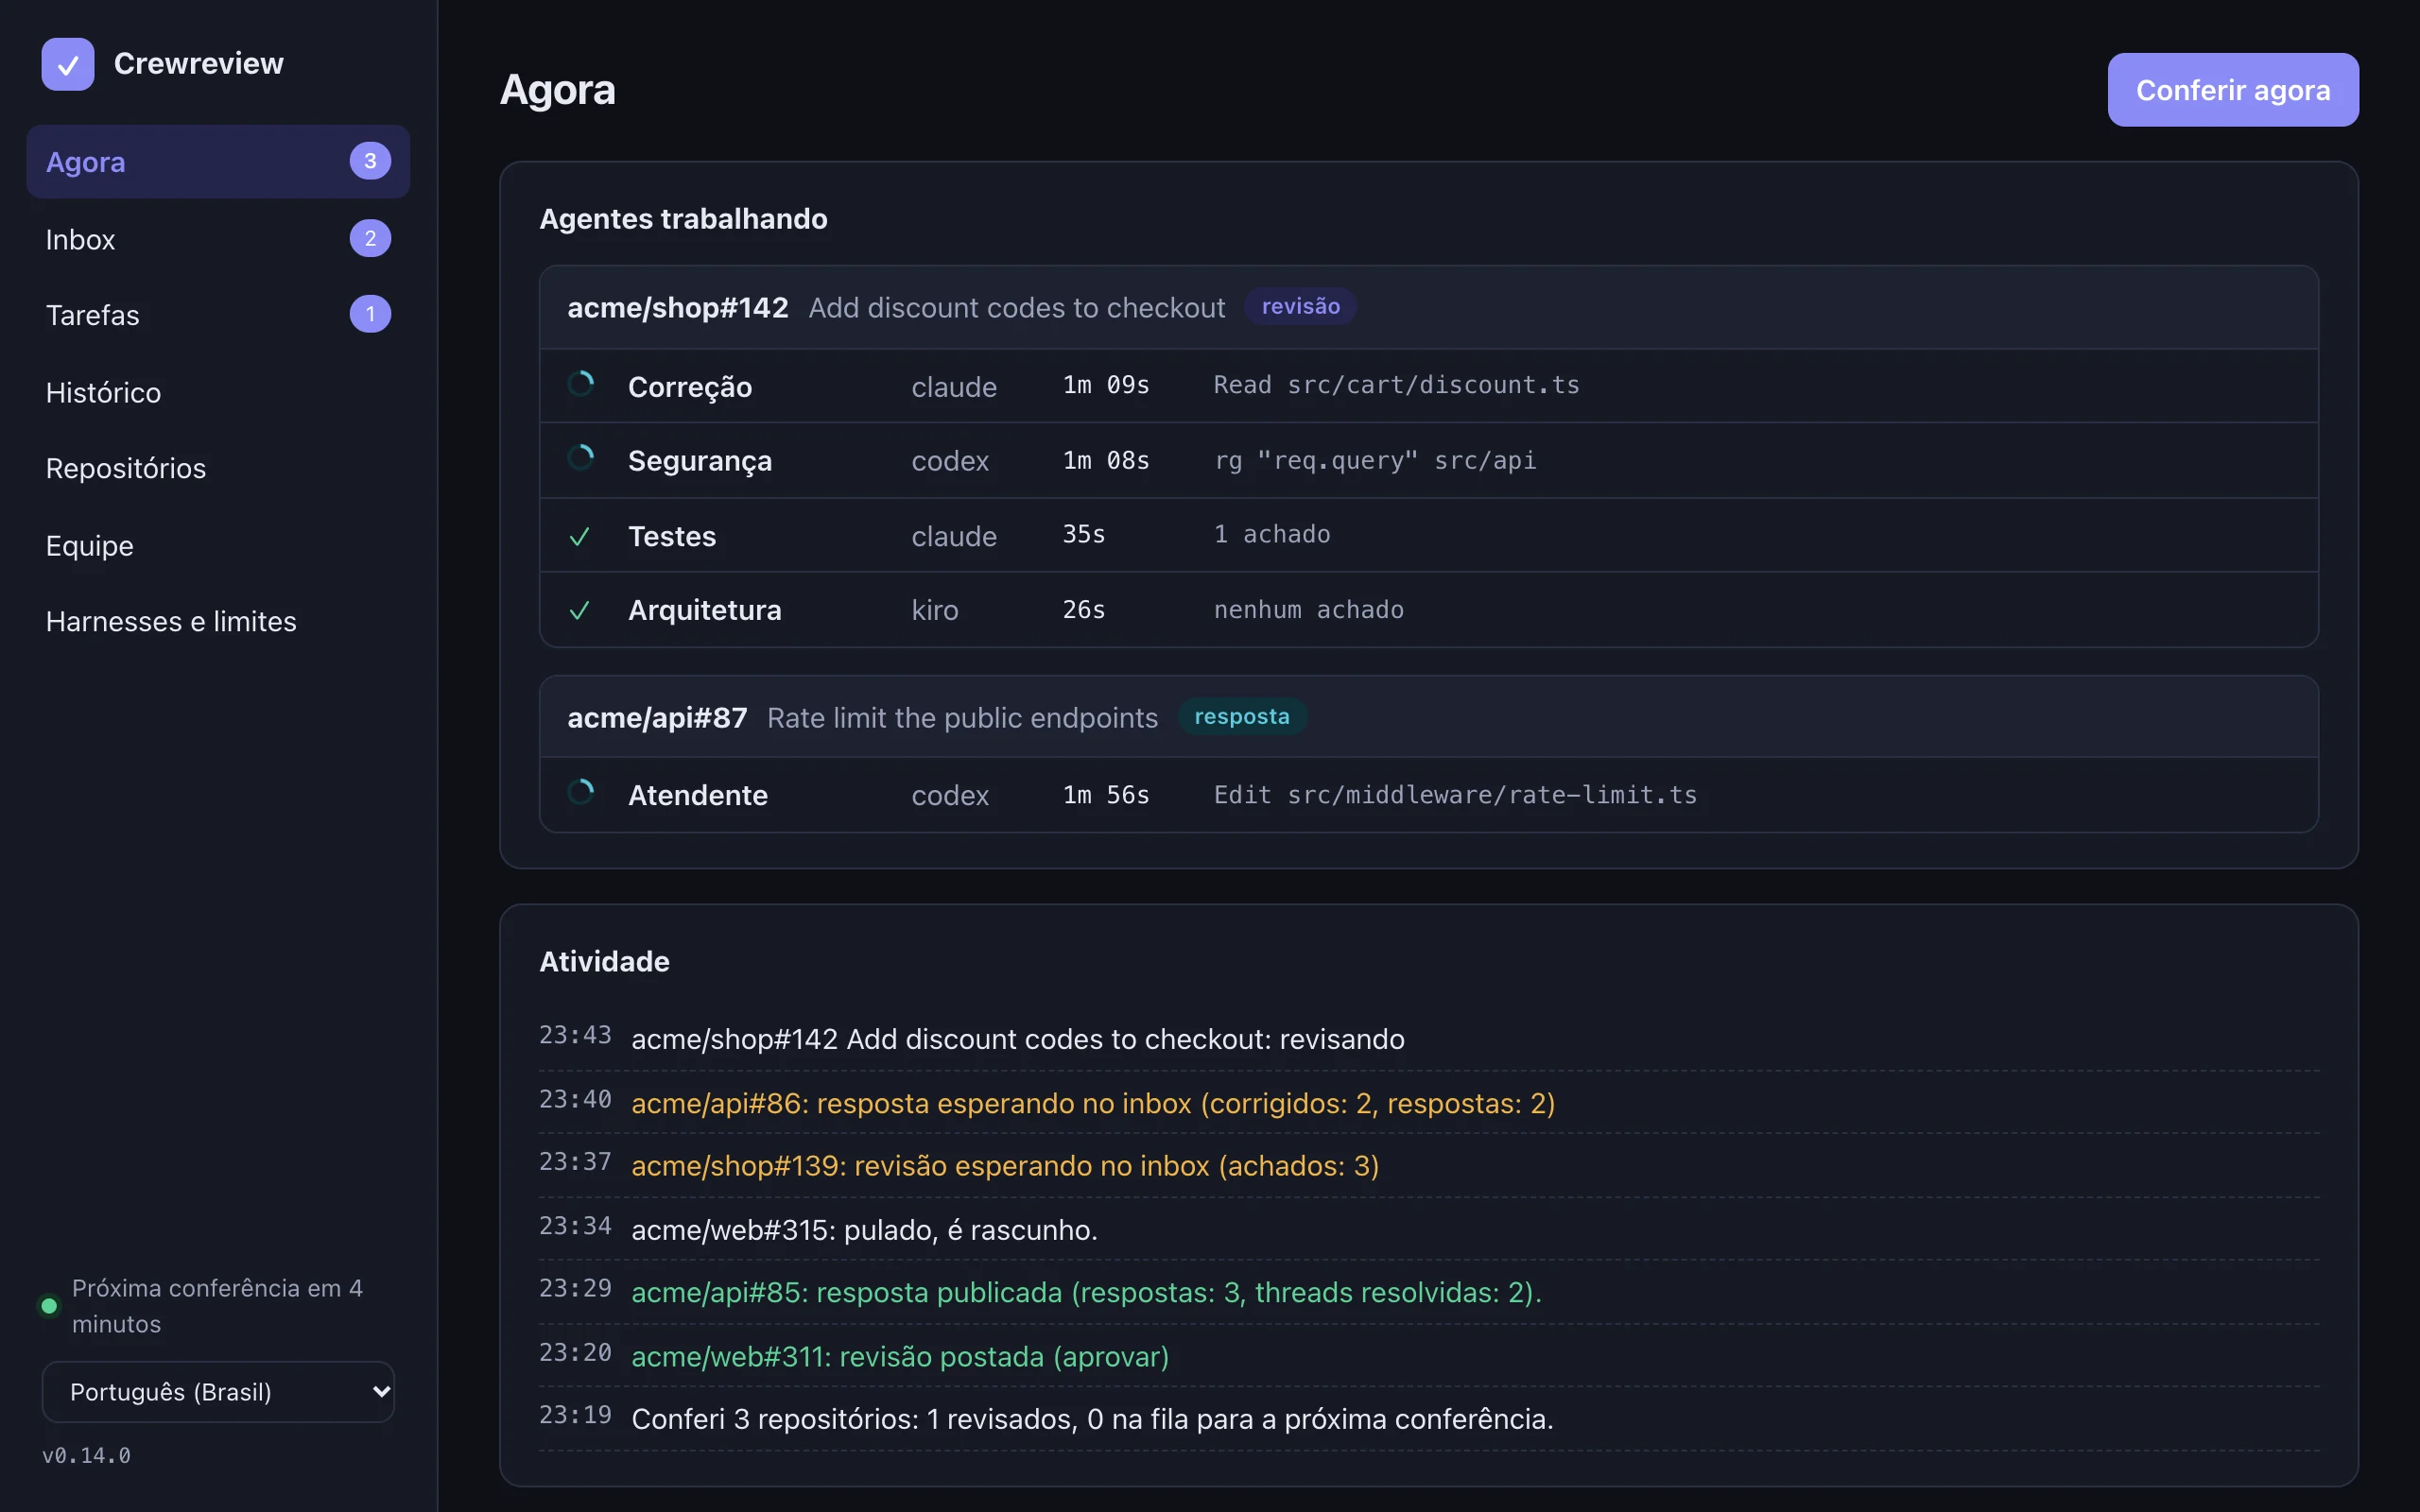 Crewreview
Agora 3
Inbox 2
Tarefas 1
Histórico
Repositórios
Equipe
Harnesses e limites
Próxima conferência em 4
minutos
Português (Brasil)
v0.14.0
Agora
Conferir agora
Agentes trabalhando
acme/shop#142 Add discount codes to checkout revisão
Correção claude 1m 09s Read src/cart/discount.ts
Segurança codex 1m 08s rg "req.query" src/api
Testes claude 35s 1 achado
Arquitetura kiro 26s nenhum achado
acme/api#87 Rate limit the public endpoints resposta
Atendente codex 1m 56s Edit src/middleware/rate-limit.ts
Atividade
23:43 acme/shop#142 Add discount codes to checkout: revisando
23:40 acme/api#86: resposta esperando no inbox (corrigidos: 2, respostas: 2)
23:37 acme/shop#139: revisão esperando no inbox (achados: 3)
23:34 acme/web#315: pulado, é rascunho.
23:29 acme/api#85: resposta publicada (respostas: 3, threads resolvidas: 2).
23:20 acme/web#311: revisão postada (aprovar)
23:19 Conferi 3 repositórios: 1 revisados, 0 na fila para a próxima conferência.